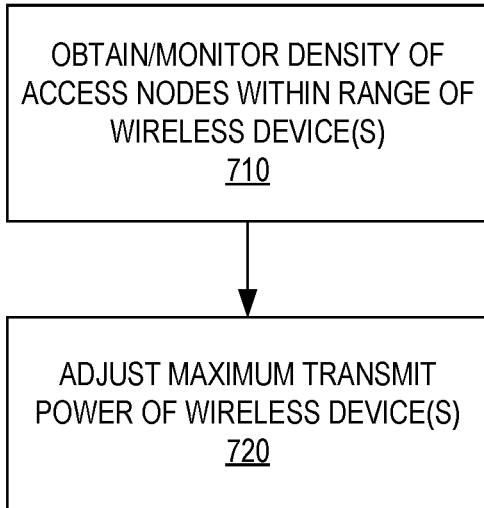 OBTAIN/MONITOR DENSITY OF
ACCESS NODES WITHIN RANGE OF
WIRELESS DEVICE(S)
710
ADJUST MAXIMUM TRANSMIT
POWER OF WIRELESS DEVICE(S)
720